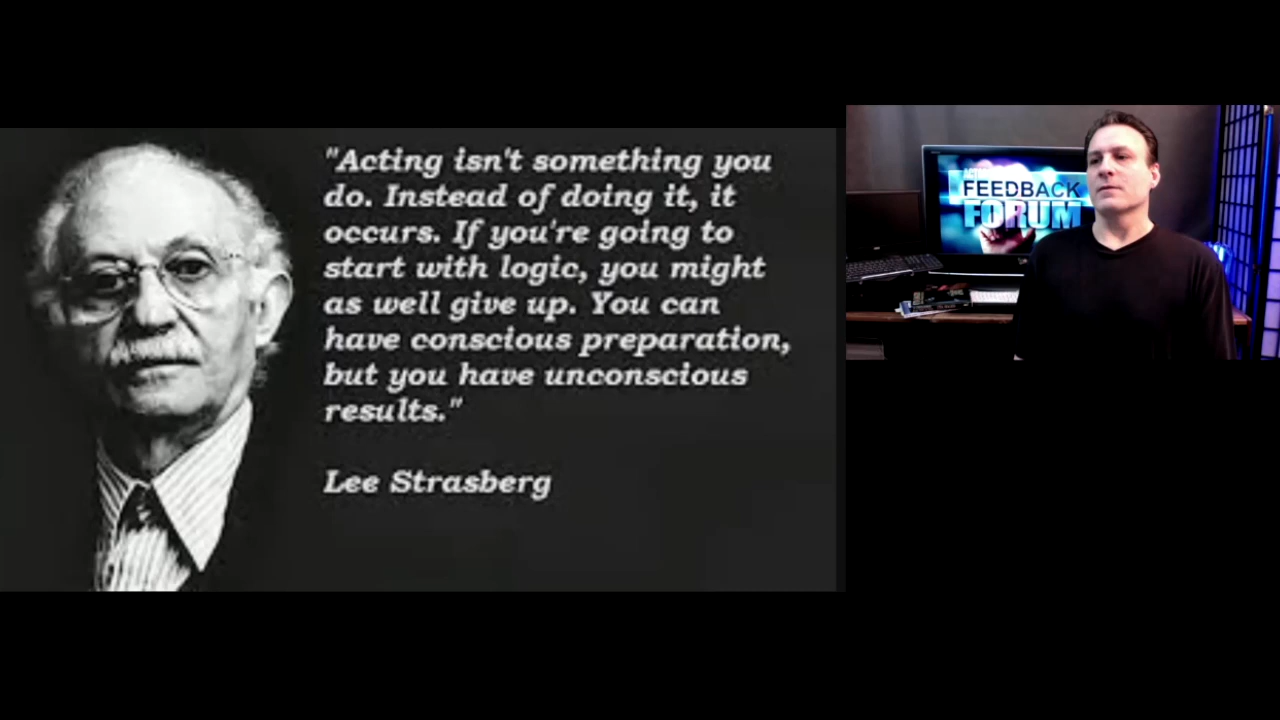 "Acting isn't something you
do. Instead of doing it, it
occurs. If you're going to
start with logic, you might
as well give up. You can
have conscious preparation,
but you have unconscious
results."
Lee Strasberg
FEEDBACK
FORUM